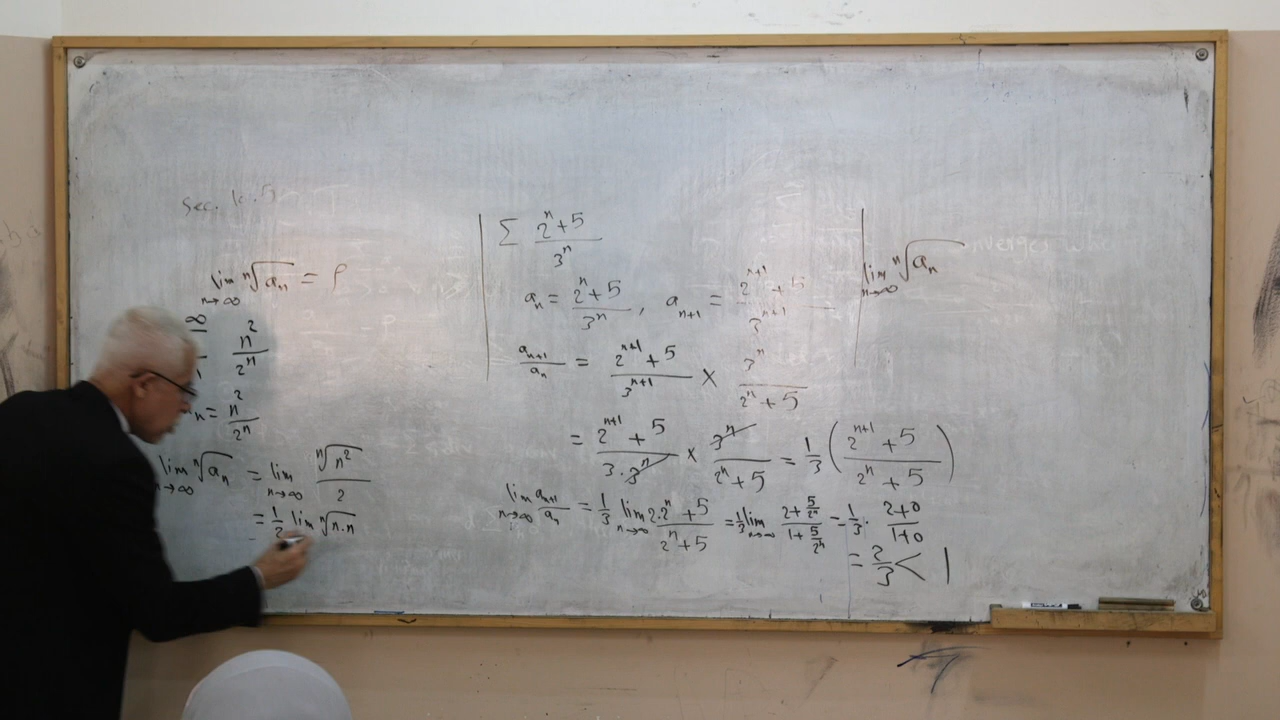 Sec. 10.5
lim n→∞ ⁿ√aₙ = ρ
∞
n²/2ⁿ
n = n²/2ⁿ
lim n→∞ ⁿ√aₙ = lim n→∞ ⁿ√n²/2
= 1/2 lim ⁿ√n.n
Σ (2ⁿ+5)/3ⁿ
aₙ = (2ⁿ+5)/3ⁿ, aₙ₊₁ = (2ⁿ⁺¹+5)/3ⁿ⁺¹
aₙ₊₁/aₙ = (2ⁿ⁺¹+5)/3ⁿ⁺¹ × 3ⁿ/(2ⁿ+5)
= (2ⁿ⁺¹+5)/(3.3ⁿ) × 3ⁿ/(2ⁿ+5) = 1/3 ((2ⁿ⁺¹+5)/(2ⁿ+5))
lim n→∞ aₙ₊₁/aₙ = 1/3 lim n→∞ (2.2ⁿ+5)/(2ⁿ+5) = 1/3 lim n→∞ (2+5/2ⁿ)/(1+5/2ⁿ) = 1/3 . (2+0)/(1+0)
= 2/3 < 1
lim n→∞ ⁿ√aₙ